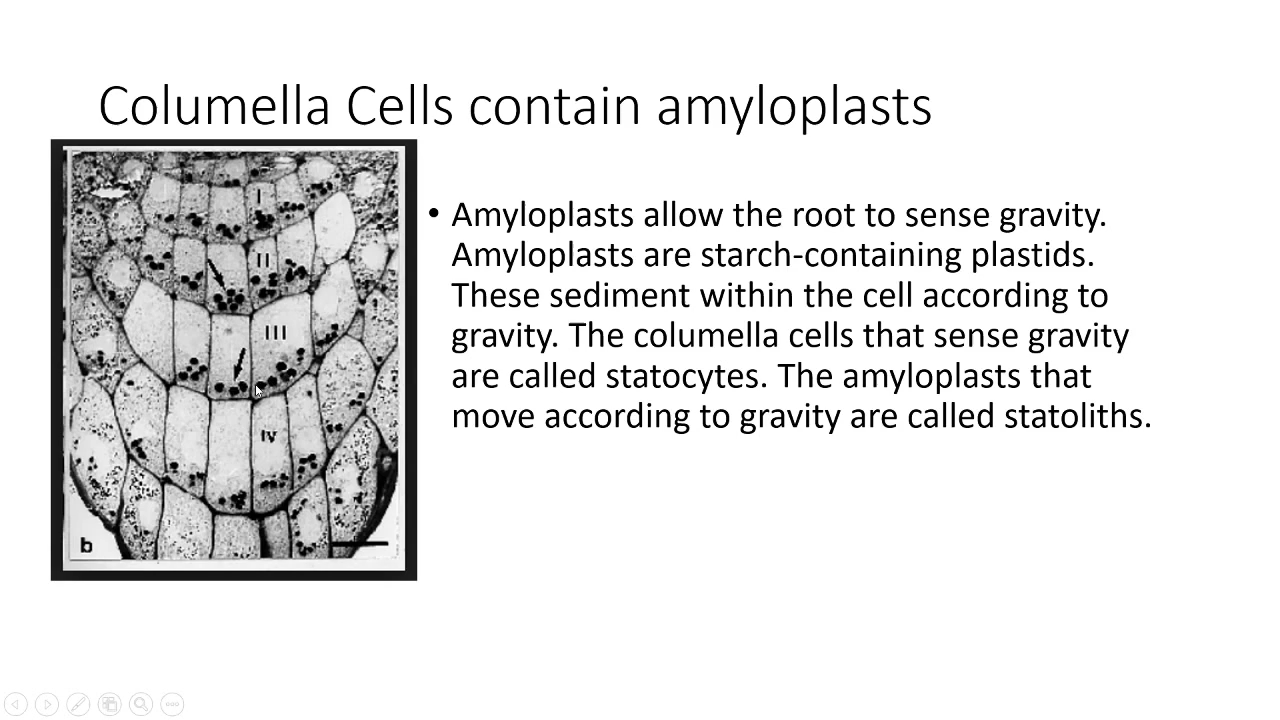 Columella Cells contain amyloplasts
• Amyloplasts allow the root to sense gravity.
Amyloplasts are starch-containing plastids.
These sediment within the cell according to
gravity. The columella cells that sense gravity
are called statocytes. The amyloplasts that
move according to gravity are called statoliths.
I
II
III
IV
b